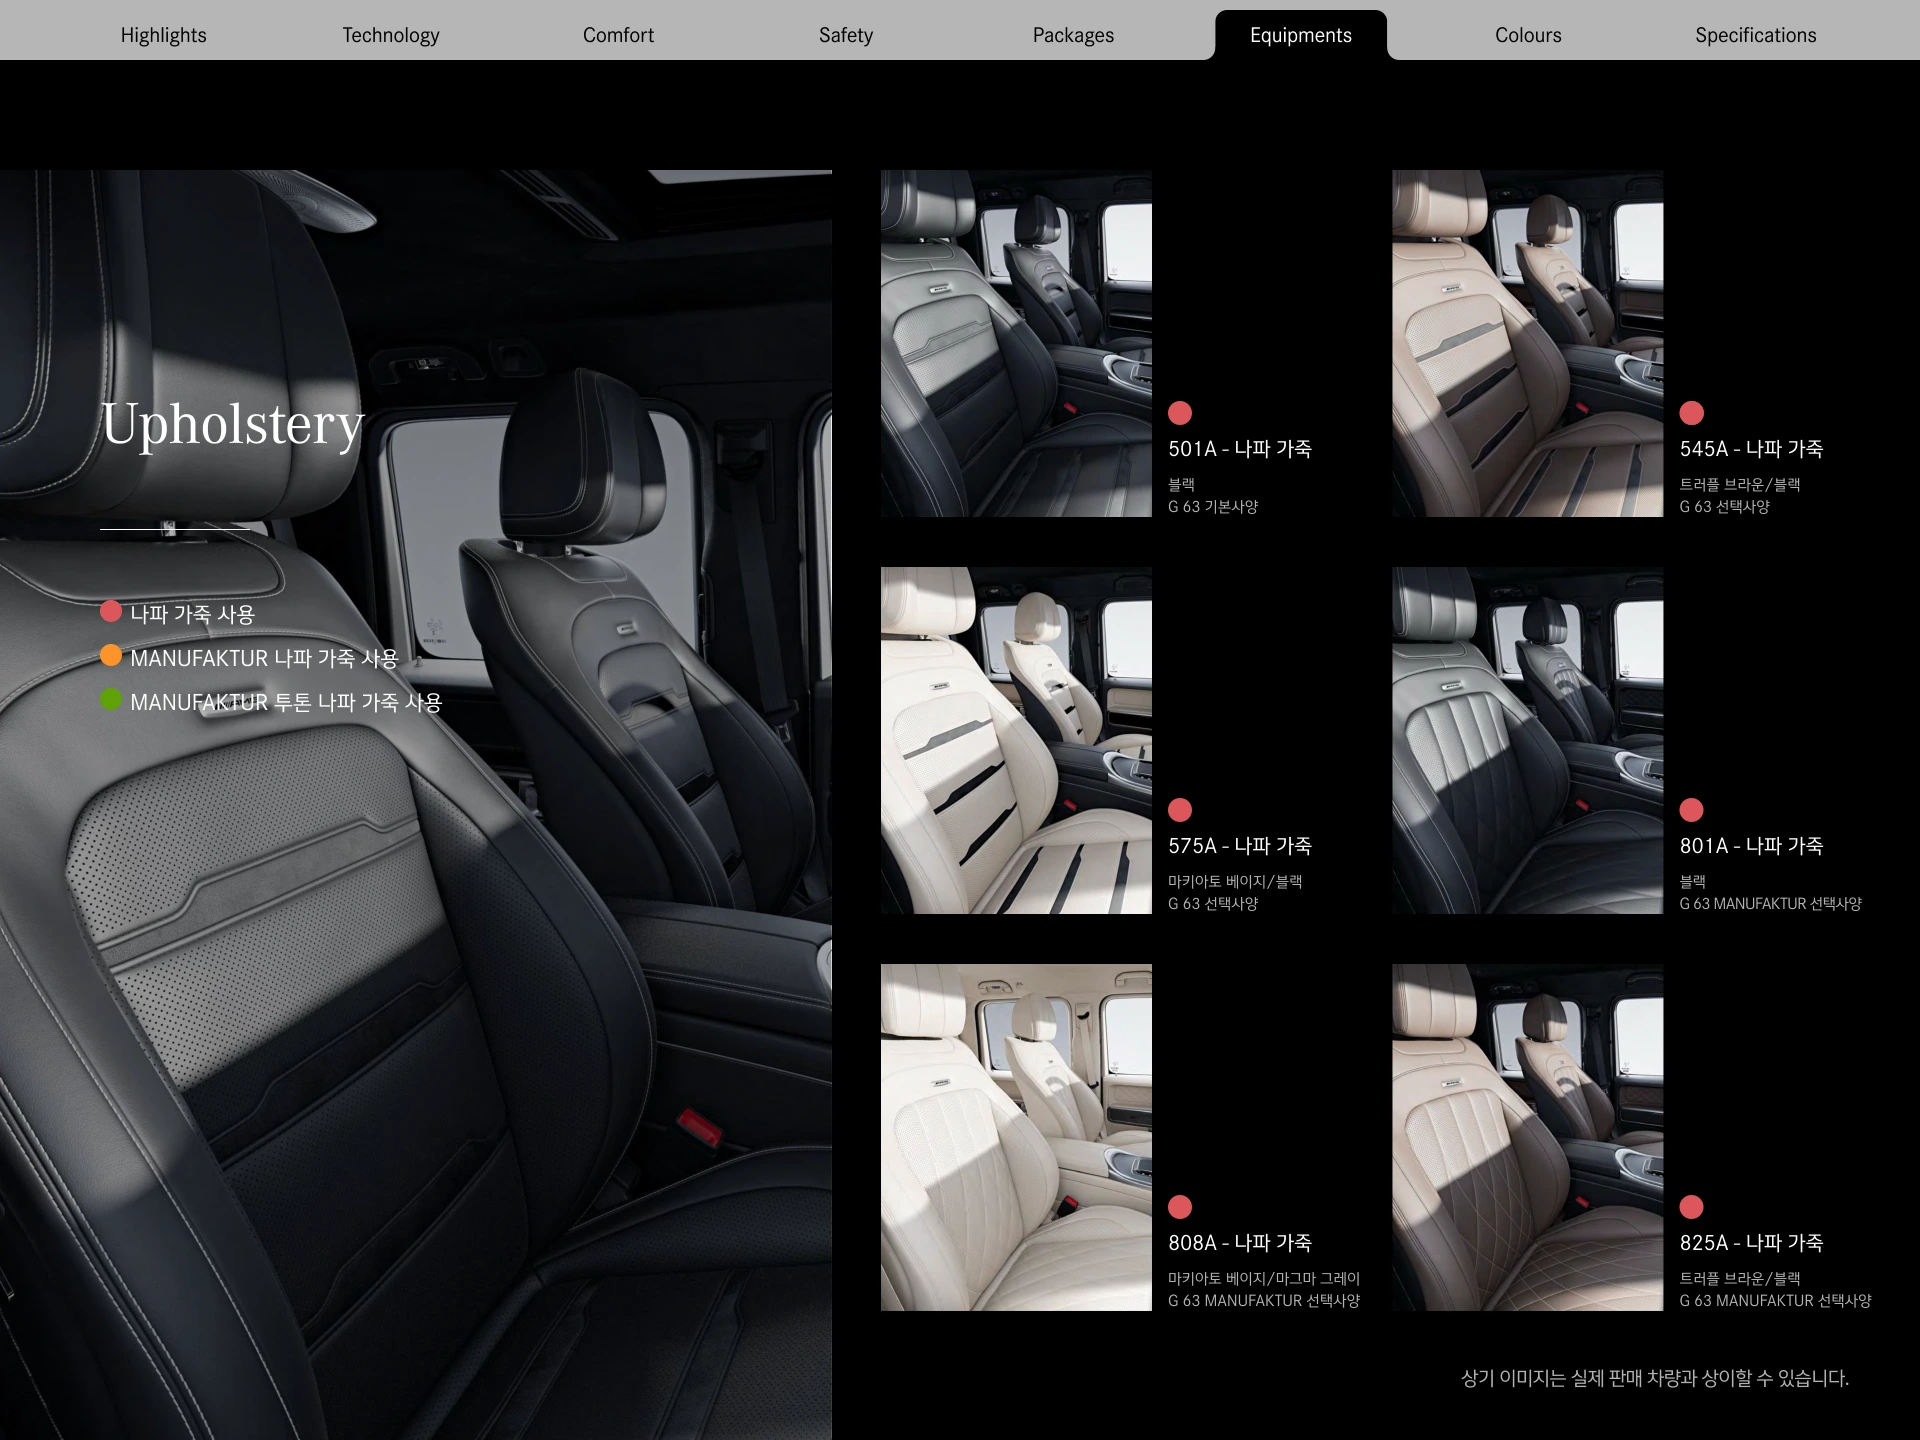 Highlights
Technology
Comfort
Safety
Packages
Equipments
Colours
Specifications
Upholstery
나파 가죽 사용
MANUFAKTUR 나파 가죽 사용
MANUFAKTUR 투톤 나파 가죽 사용
501A - 나파 가죽
블랙
G 63 기본사양
545A - 나파 가죽
트러플 브라운/블랙
G 63 선택사양
575A - 나파 가죽
마키아토 베이지/블랙
G 63 선택사양
801A - 나파 가죽
블랙
G 63 MANUFAKTUR 선택사양
808A - 나파 가죽
마키아토 베이지/마그마 그레이
G 63 MANUFAKTUR 선택사양
825A - 나파 가죽
트러플 브라운/블랙
G 63 MANUFAKTUR 선택사양
상기 이미지는 실제 판매 차량과 상이할 수 있습니다.